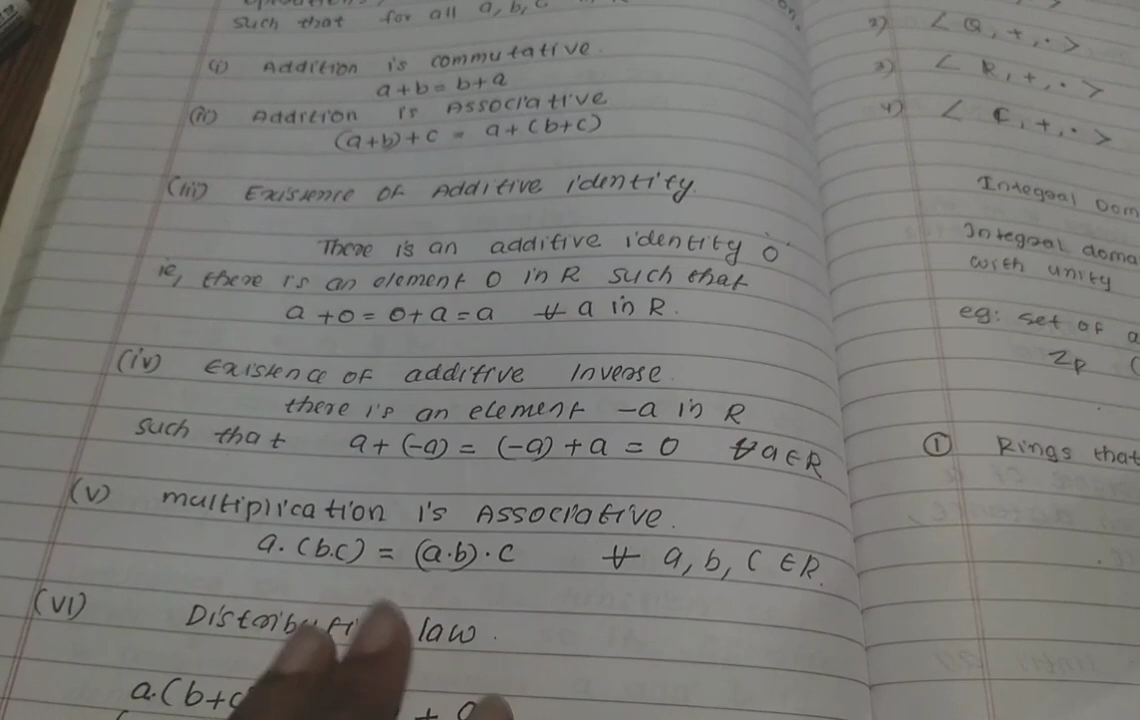 such that for all a, b, c
(i) Addition is commutative.
a+b = b+a
(ii) Addition is Associative
(a+b)+c = a+(b+c)
(iii) Existence of Additive identity
There is an additive identity 'o'
ie, there is an element 0 in R such that
a+0 = 0+a = a ∀ a in R.
(iv) Existence of additive Inverse.
there is an element -a in R
such that a+(-a) = (-a)+a = 0 ∀ a∈R
(v) multiplication is Associative.
a.(b.c) = (a.b).c ∀ a, b, c ∈R.
(vi) law.
a.(b+c
2) < Q, +, . >
3) < R, +, . >
4) < C, +, . >
Integral
Integral
with unity
eg: set of
Zp (
① Rings that